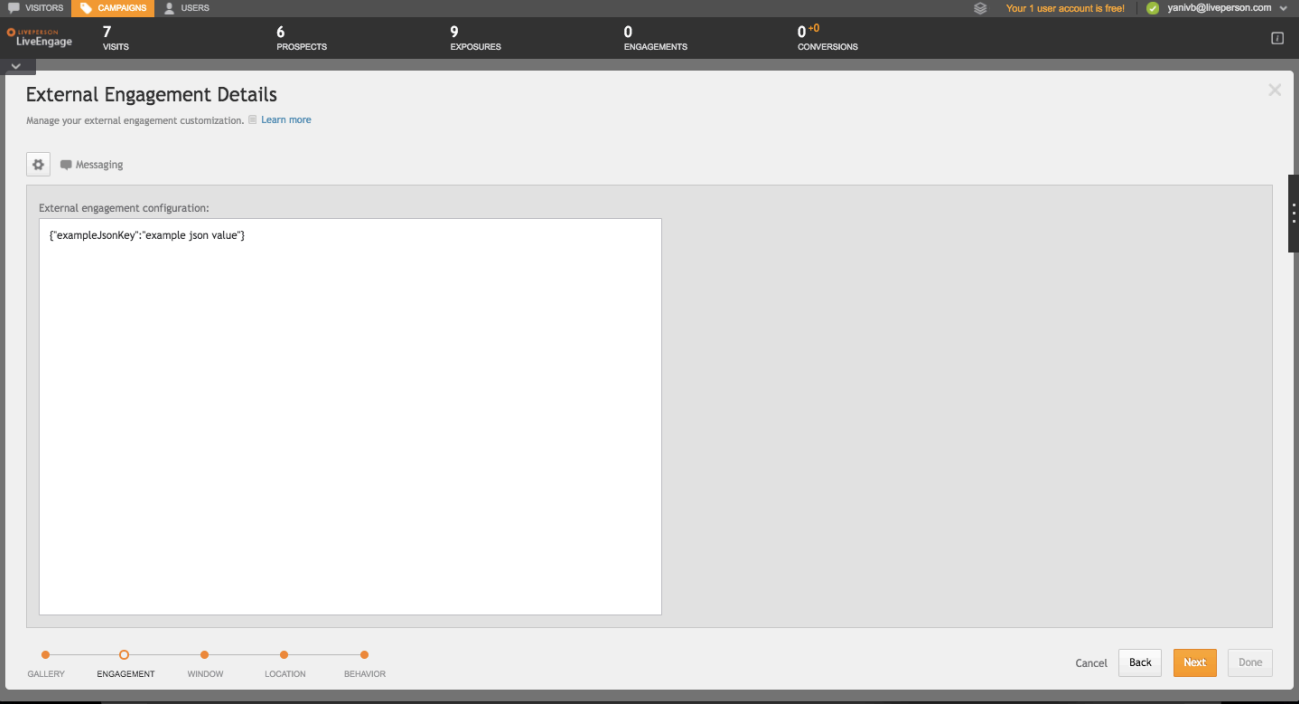 VISITORS CAMPAIGNS USERS Your 1 user account is free! yanivb@liveperson.com
LIVEPERSON
LiveEngage
7 6 9 0 0 +0
VISITS PROSPECTS EXPOSURES ENGAGEMENTS CONVERSIONS
External Engagement Details
Manage your external engagement customization. Learn more
Messaging
External engagement configuration:
{"exampleJsonKey":"example json value"}
GALLERY ENGAGEMENT WINDOW LOCATION BEHAVIOR
Cancel Back Next Done